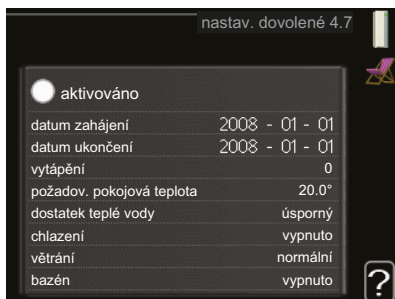 nastav. dovolené 4.7
aktivováno
datum zahájení 2008 - 01 - 01
datum ukončení 2008 - 01 - 01
vytápění 0
požadov. pokojová teplota 20.0°
dostatek teplé vody úsporný
chlazení vypnuto
větrání normální
bazén vypnuto
?